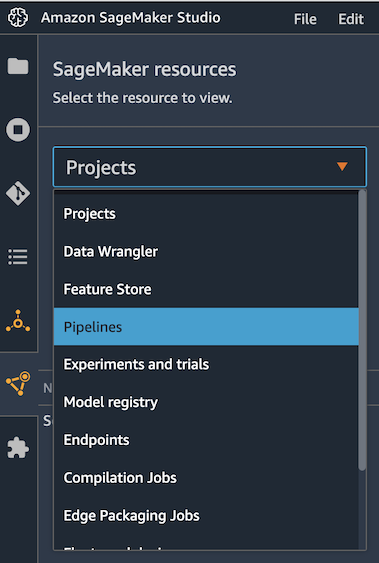 Amazon SageMaker Studio File Edit
SageMaker resources
Select the resource to view.
Projects
Projects
Data Wrangler
Feature Store
Pipelines
Experiments and trials
Model registry
Endpoints
Compilation Jobs
Edge Packaging Jobs